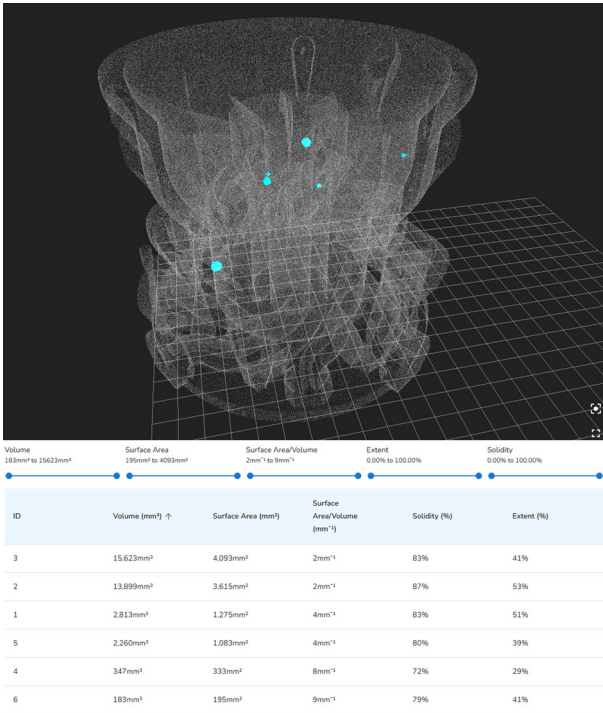 Volume Surface Area Surface Area/Volume Extent Solidity
183mm³ to 15623mm³ 195mm² to 4093mm² 2mm⁻¹ to 9mm⁻¹ 0.00% to 100.00% 0.00% to 100.00%
ID Volume (mm³) ↑ Surface Area (mm²) Surface Area/Volume (mm⁻¹) Solidity (%) Extent (%)
3 15,623mm³ 4,093mm² 2mm⁻¹ 83% 41%
2 13,899mm³ 3,615mm² 2mm⁻¹ 87% 53%
1 2,813mm³ 1,275mm² 4mm⁻¹ 83% 51%
5 2,260mm³ 1,083mm² 4mm⁻¹ 80% 39%
4 347mm³ 333mm² 8mm⁻¹ 72% 29%
6 183mm³ 195mm² 9mm⁻¹ 79% 41%